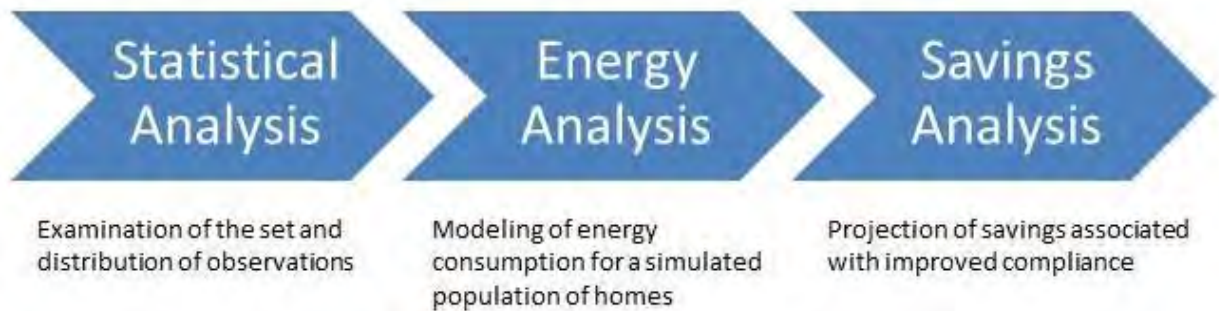 Statistical
Analysis
Examination of the set and
distribution of observations
Energy
Analysis
Modeling of energy
consumption for a simulated
population of homes
Savings
Analysis
Projection of savings associated
with improved compliance